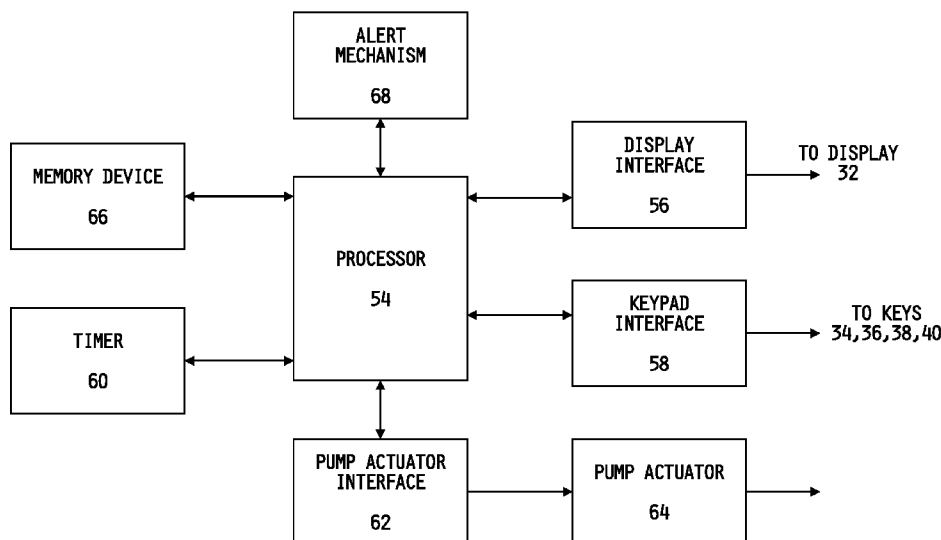 ALERT
MECHANISM
68
MEMORY DEVICE
66
DISPLAY
INTERFACE
56
TO DISPLAY
32
PROCESSOR
54
TIMER
60
KEYPAD
INTERFACE
58
TO KEYS
34,36,38,40
PUMP ACTUATOR
INTERFACE
62
PUMP ACTUATOR
64